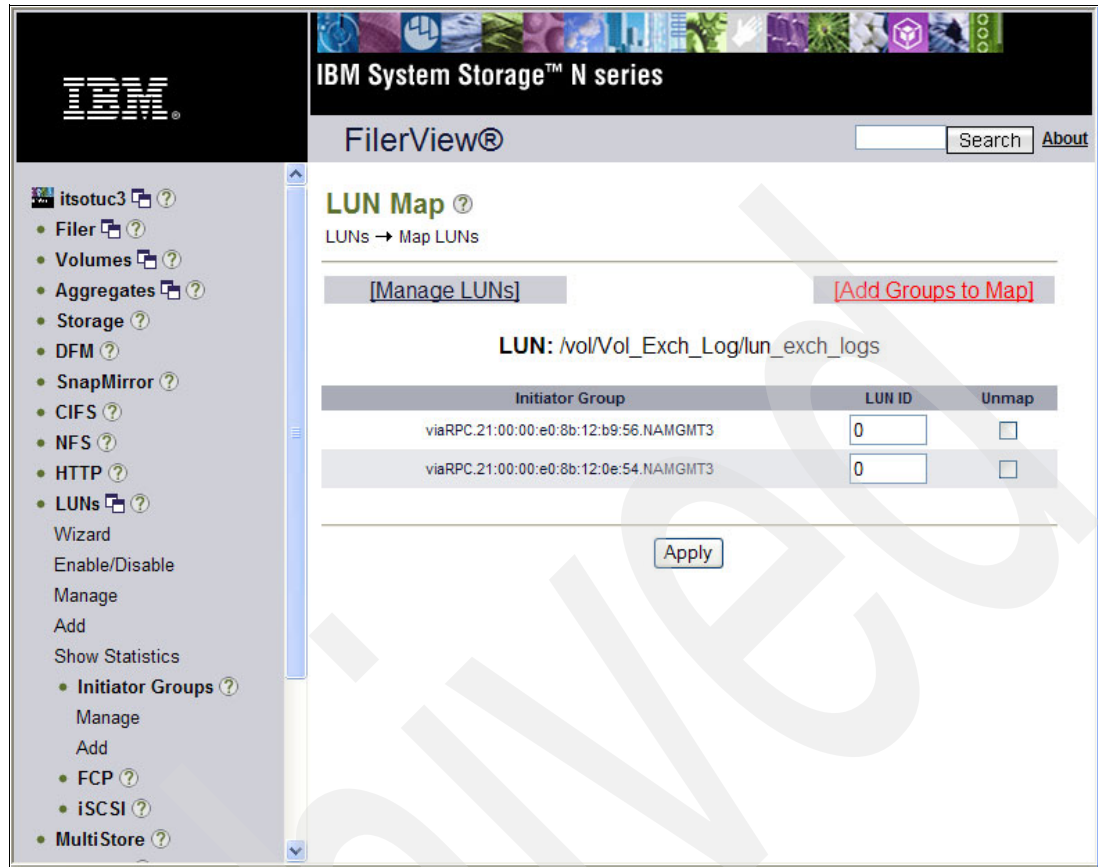 IBM®
IBM System Storage™ N series
FilerView®
Search About
itsotuc3
Filer
Volumes
Aggregates
Storage
DFM
SnapMirror
CIFS
NFS
HTTP
LUNs
Wizard
Enable/Disable
Manage
Add
Show Statistics
Initiator Groups
Manage
Add
FCP
iSCSI
MultiStore
LUN Map
LUNs → Map LUNs
[Manage LUNs] [Add Groups to Map]
LUN: /vol/Vol_Exch_Log/lun_exch_logs
Initiator Group LUN ID Unmap
viaRPC.21:00:00:e0:8b:12:b9:56.NAMGMT3 0
viaRPC.21:00:00:e0:8b:12:0e:54.NAMGMT3 0
Apply